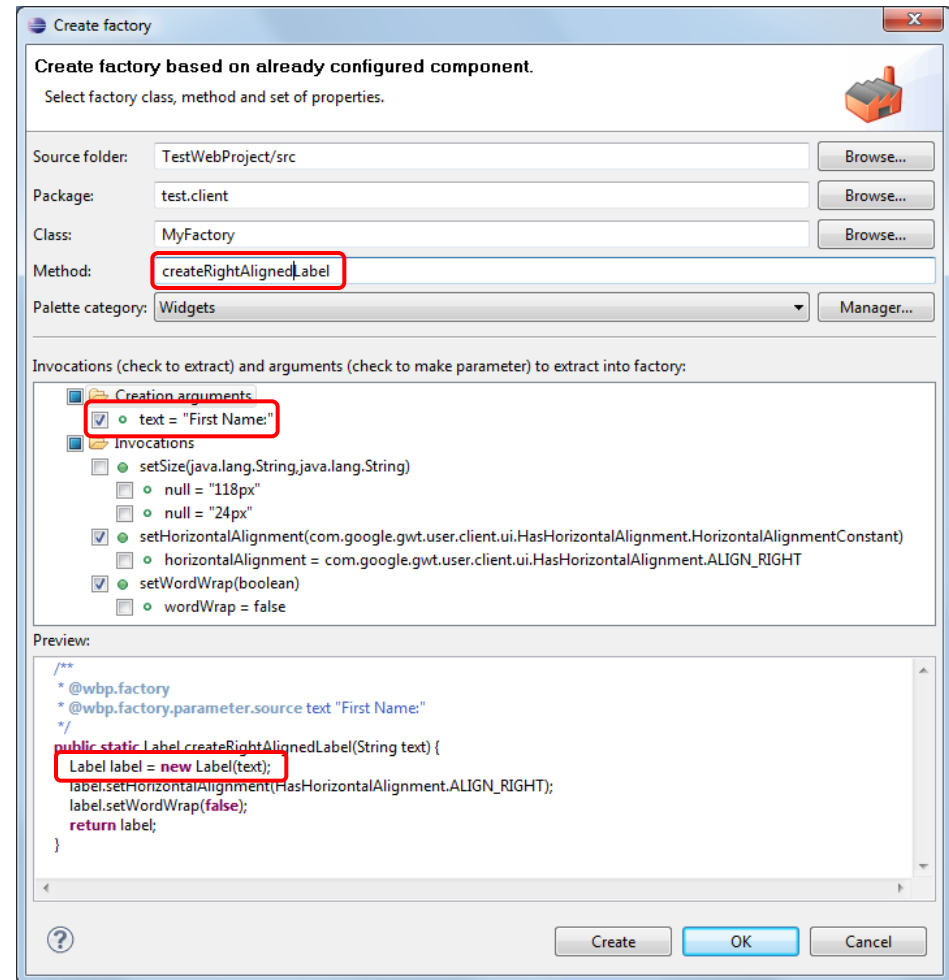 Create factory
Create factory based on already configured component.
Select factory class, method and set of properties.
Source folder: TestWebProject/src Browse...
Package: test.client Browse...
Class: MyFactory Browse...
Method: createRightAlignedLabel
Palette category: Widgets Manager...
Invocations (check to extract) and arguments (check to make parameter) to extract into factory:
Creation arguments
text = "First Name:"
Invocations
setSize(java.lang.String,java.lang.String)
null = "118px"
null = "24px"
setHorizontalAlignment(com.google.gwt.user.client.ui.HasHorizontalAlignment.HorizontalAlignmentConstant)
horizontalAlignment = com.google.gwt.user.client.ui.HasHorizontalAlignment.ALIGN_RIGHT
setWordWrap(boolean)
wordWrap = false
Preview:
/**
* @wbp.factory
* @wbp.factory.parameter.source text "First Name:"
*/
public static Label createRightAlignedLabel(String text) {
Label label = new Label(text);
label.setHorizontalAlignment(HasHorizontalAlignment.ALIGN_RIGHT);
label.setWordWrap(false);
return label;
}
? Create OK Cancel